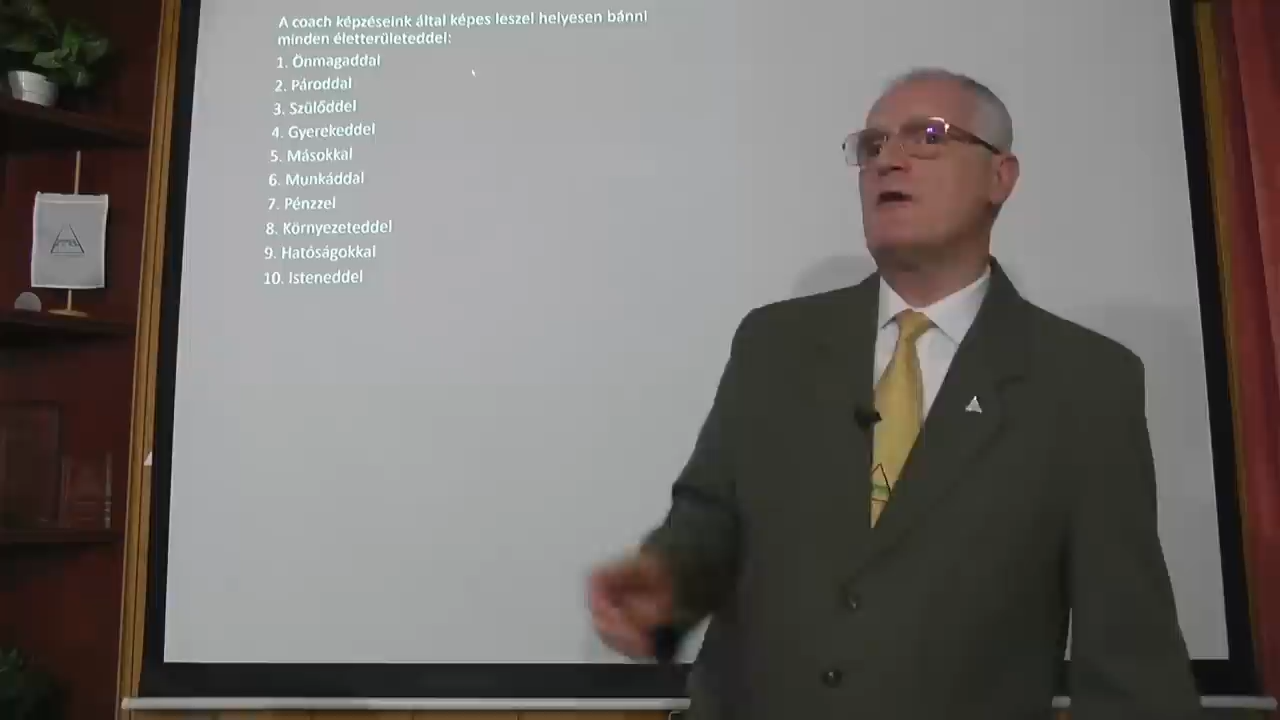 A coach képzéseink által képes leszel helyesen bánni
minden életterületeddel:
1. Önmagaddal
2. Pároddal
3. Szülőddel
4. Gyerekeddel
5. Másokkal
6. Munkáddal
7. Pénzzel
8. Környezeteddel
9. Hatóságokkal
10. Isteneddel